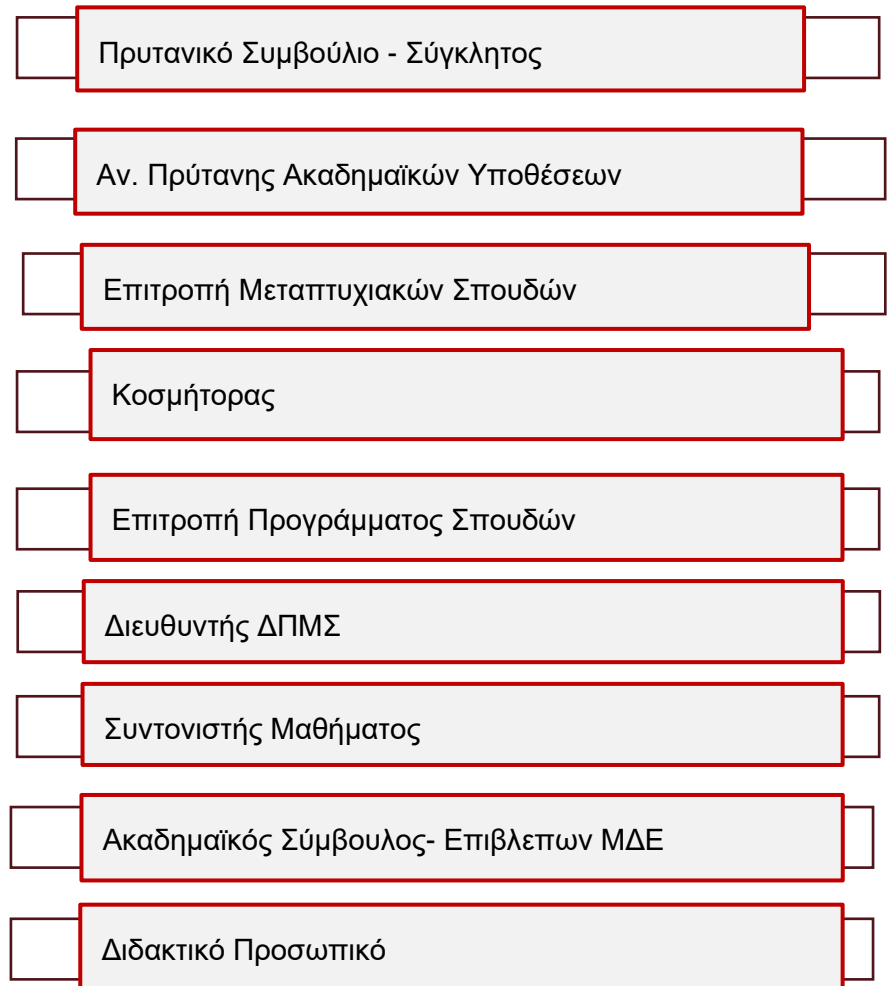 Πρυτανικό Συμβούλιο - Σύγκλητος
Αν. Πρύτανης Ακαδημαϊκών Υποθέσεων
Επιτροπή Μεταπτυχιακών Σπουδών
Κοσμήτορας
Επιτροπή Προγράμματος Σπουδών
Διευθυντής ΔΠΜΣ
Συντονιστής Μαθήματος
Ακαδημαϊκός Σύμβουλος- Επιβλεπων ΜΔΕ
Διδακτικό Προσωπικό